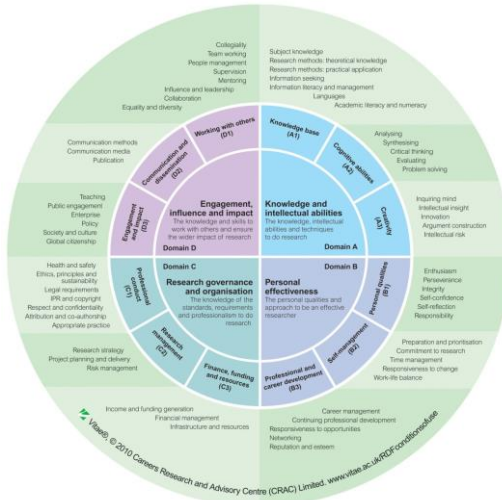 Collegiality
Team working
People management
Supervision
Mentoring
Influence and leadership
Collaboration
Equality and diversity
Subject knowledge
Research methods: theoretical knowledge
Research methods: practical application
Information seeking
Information literacy and management
Languages
Academic literacy and numeracy
Working with others
(D1)
Knowledge base
(A1)
Communication methods
Communication media
Publication
Communication and
dissemination
(D2)
Cognitive abilities
(A2)
Analysing
Synthesising
Critical thinking
Evaluating
Problem solving
Teaching
Public engagement
Enterprise
Policy
Society and culture
Global citizenship
Engagement
and impact
(D3)
Engagement,
influence and impact
The knowledge and skills to
work with others and ensure
the wider impact of research
Domain D
Knowledge and
intellectual abilities
The knowledge, intellectual
abilities and techniques
to do research
Domain A
Creativity
(A3)
Inquiring mind
Intellectual insight
Innovation
Argument construction
Intellectual risk
Health and safety
Ethics, principles and
sustainability
Legal requirements
IPR and copyright
Respect and confidentiality
Attribution and co-authorship
Appropriate practice
Professional
conduct
(C1)
Domain C
Research governance
and organisation
The knowledge of the
standards, requirements
and professionalism to do
research
Domain B
Personal
effectiveness
The personal qualities and
approach to be an effective
researcher
Personal qualities
(B1)
Enthusiasm
Perseverance
Integrity
Self-confidence
Self-reflection
Responsibility
Research strategy
Project planning and delivery
Risk management
Research
management
(C2)
Self-management
(B2)
Preparation and prioritisation
Commitment to research
Time management
Responsiveness to change
Work-life balance
Finance, funding
and resources
(C3)
Professional and
career development
(B3)
Income and funding generation
Financial management
Infrastructure and resources
Career management
Continuing professional development
Responsiveness to opportunities
Networking
Reputation and esteem
Vitae®, © 2010 Careers Research and Advisory Centre (CRAC) Limited. www.vitae.ac.uk/RDFconditionsofuse